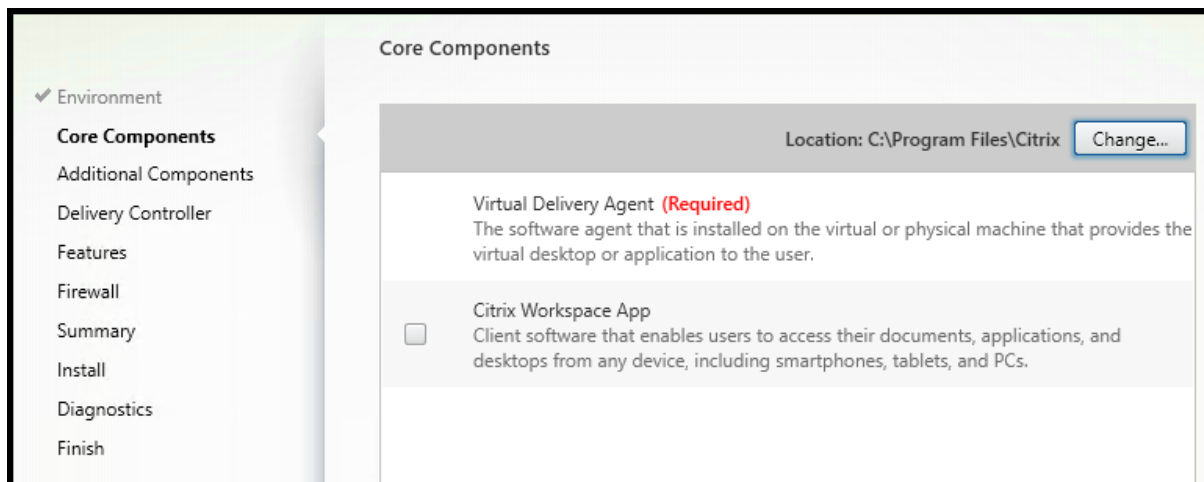 Core Components
Environment
Core Components
Additional Components
Delivery Controller
Features
Firewall
Summary
Install
Diagnostics
Finish
Location: C:\Program Files\Citrix Change...
Virtual Delivery Agent (Required)
The software agent that is installed on the virtual or physical machine that provides the
virtual desktop or application to the user.
Citrix Workspace App
Client software that enables users to access their documents, applications, and
desktops from any device, including smartphones, tablets, and PCs.